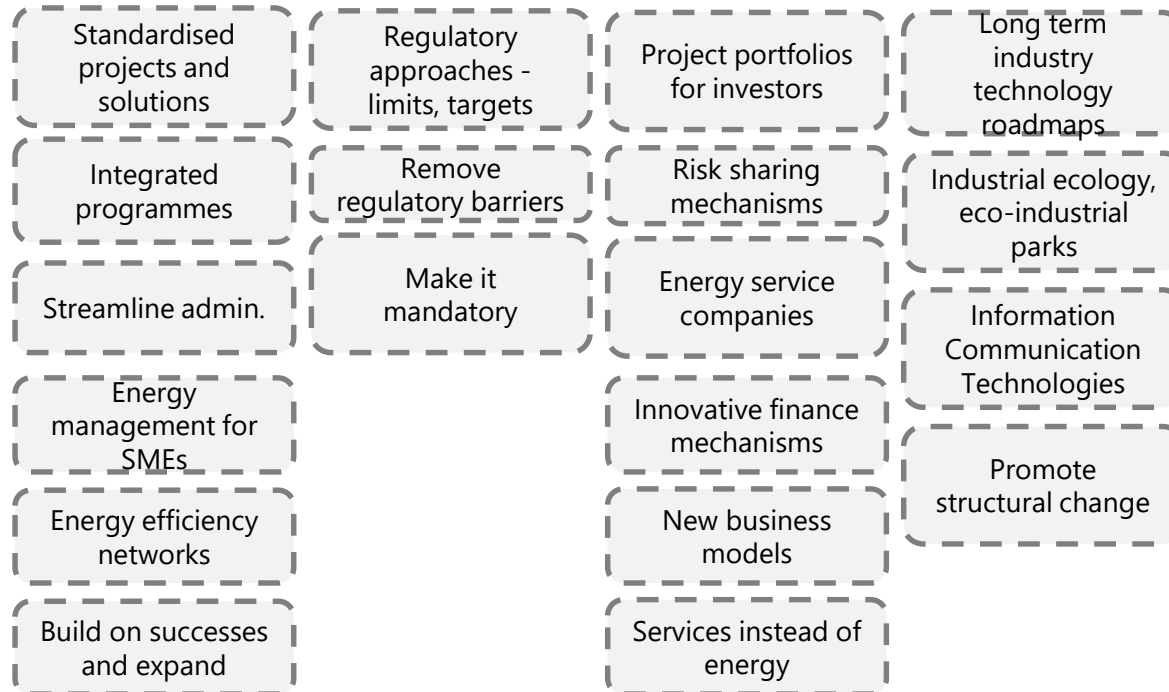 Standardised
projects and
solutions
Integrated
programmes
Streamline admin.
Energy
management for
SMEs
Energy efficiency
networks
Build on successes
and expand
Regulatory
approaches -
limits, targets
Remove
regulatory barriers
Make it
mandatory
Project portfolios
for investors
Risk sharing
mechanisms
Energy service
companies
Innovative finance
mechanisms
New business
models
Services instead of
energy
Long term
industry
technology
roadmaps
Industrial ecology,
eco-industrial
parks
Information
Communication
Technologies
Promote
structural change